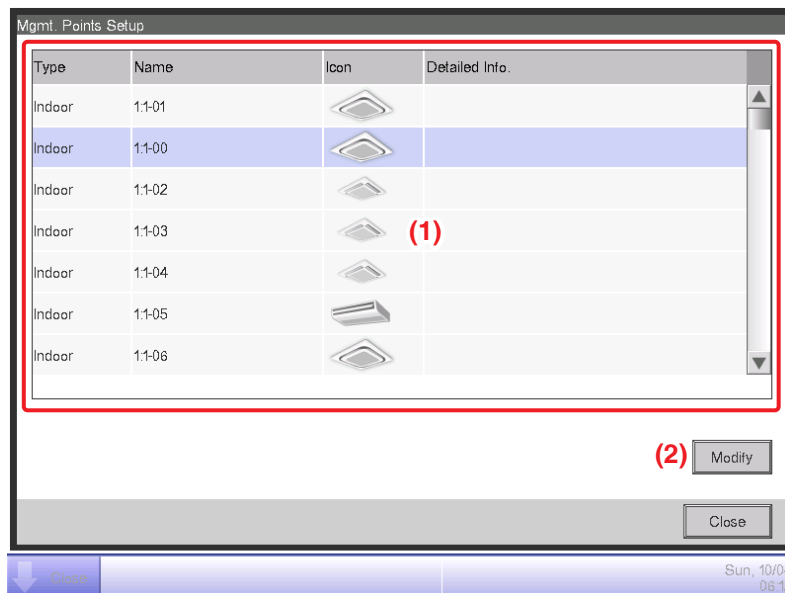 Mgmt. Points Setup
Type Name Icon Detailed Info.
Indoor 1:1-01
Indoor 1:1-00
Indoor 1:1-02
Indoor 1:1-03 (1)
Indoor 1:1-04
Indoor 1:1-05
Indoor 1:1-06
(2) Modify
Close
Close Sun, 10/0
06:1